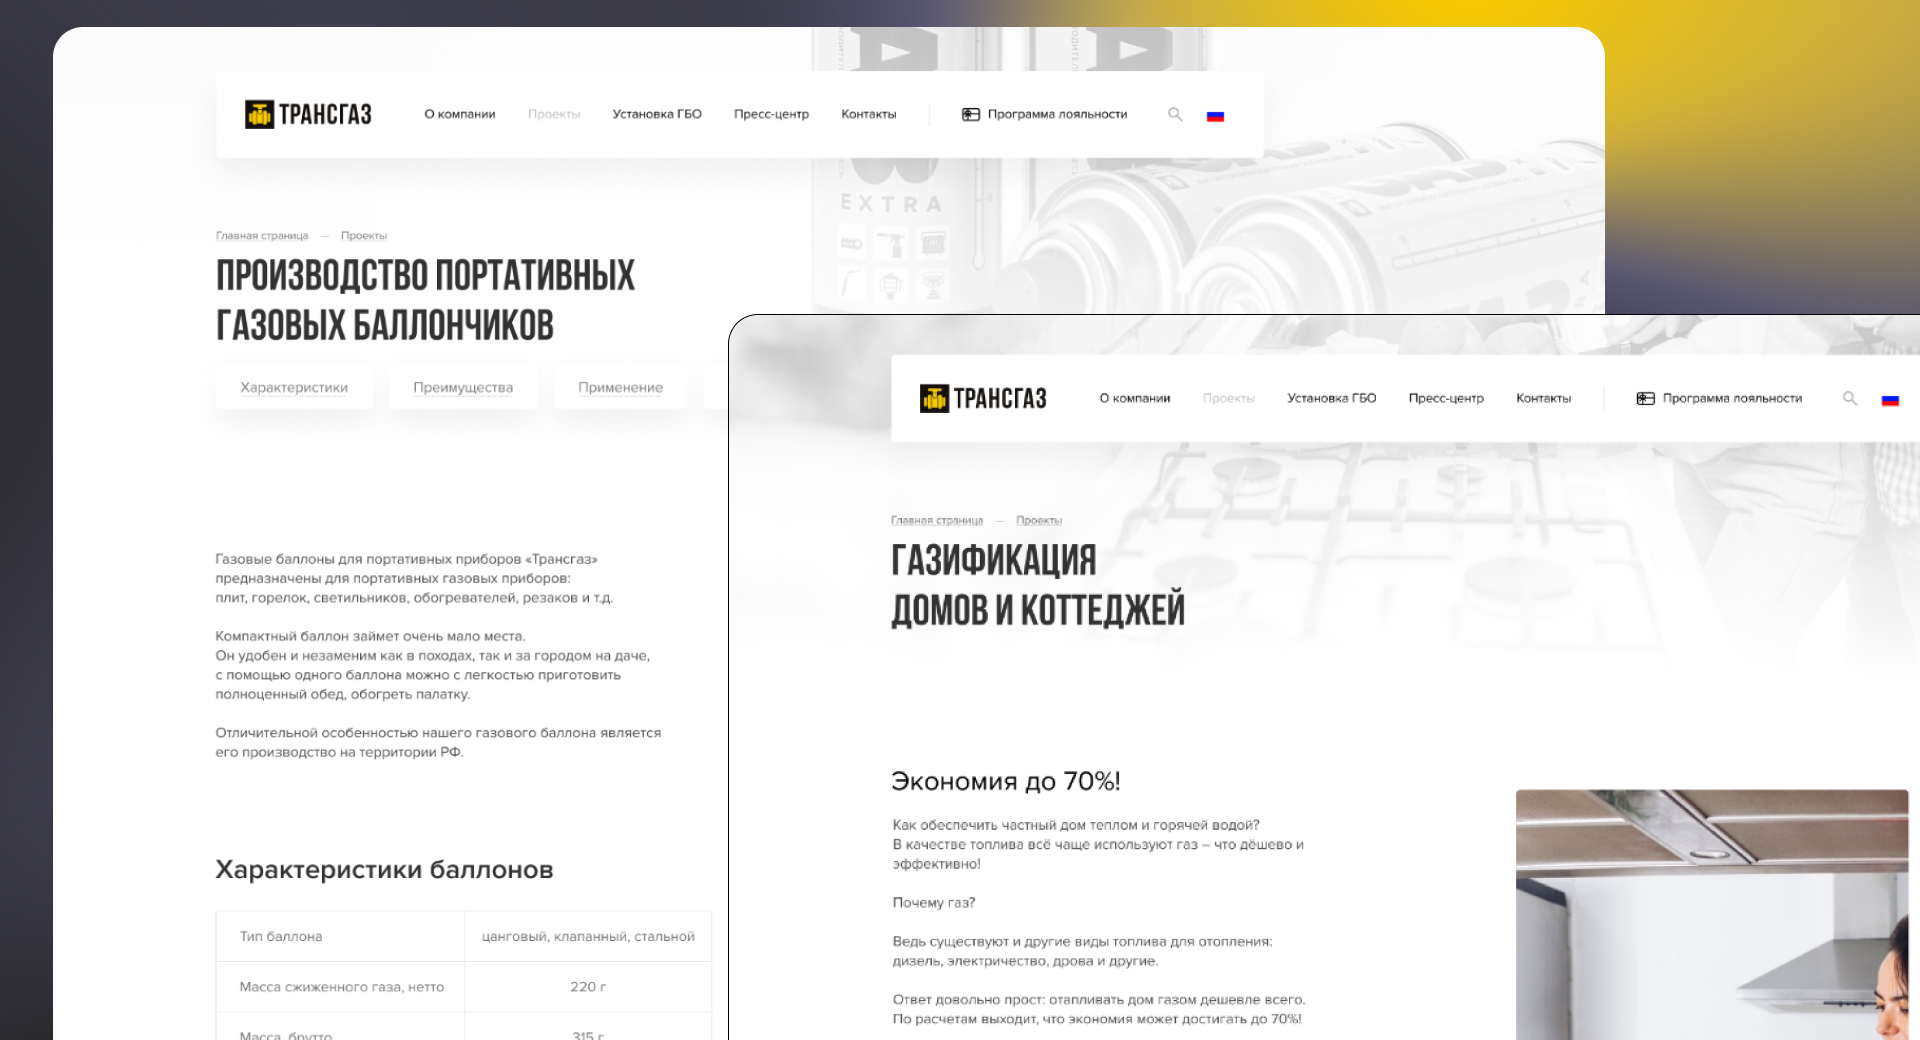 ТРАНСГАЗ
О компании
Проекты
Установка ГБО
Пресс-центр
Контакты
Программа лояльности
EXTRA
Главная страница — Проекты
ПРОИЗВОДСТВО ПОРТАТИВНЫХ
ГАЗОВЫХ БАЛЛОНЧИКОВ
Характеристики
Преимущества
Применение
Газовые баллоны для портативных приборов «Трансгаз»
предназначены для портативных газовых приборов:
плит, горелок, светильников, обогревателей, резаков и т.д.
Компактный баллон займет очень мало места.
Он удобен и незаменим как в походах, так и за городом на даче,
с помощью одного баллона можно с легкостью приготовить
полноценный обед, обогреть палатку.
Отличительной особенностью нашего газового баллона является
его производство на территории РФ.
Характеристики баллонов
Тип баллона
цанговый, клапанный, стальной
Масса сжиженного газа, нетто
220 г
Масса, брутто
315 г
ТРАНСГАЗ
О компании
Проекты
Установка ГБО
Пресс-центр
Контакты
Программа лояльности
Главная страница — Проекты
ГАЗИФИКАЦИЯ
ДОМОВ И КОТТЕДЖЕЙ
Экономия до 70%!
Как обеспечить частный дом теплом и горячей водой?
В качестве топлива всё чаще используют газ – что дёшево и
эффективно!
Почему газ?
Ведь существуют и другие виды топлива для отопления:
дизель, электричество, дрова и другие.
Ответ довольно прост: отапливать дом газом дешевле всего.
По расчетам выходит, что экономия может достигать до 70%!